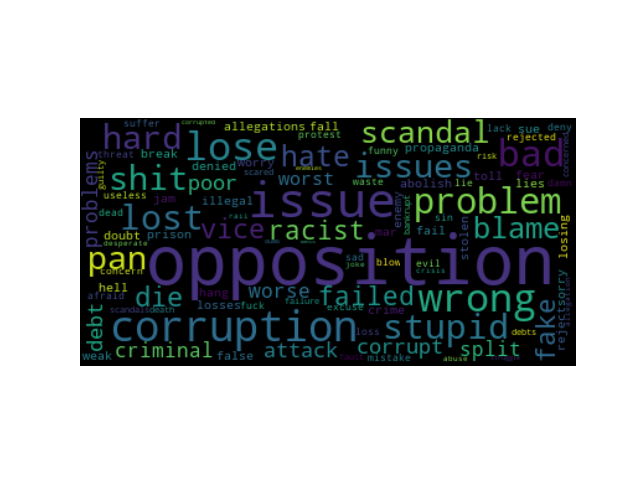 suffer corrupted allegations fall scandal lack sue deny
hard lose protest rejected
threat break hate funny propaganda bad concerned
problems denied worry issues risk
guilty shit poor scared enemies worst waste abolish lie toll fear damn
useless illegal issue enemy bankrupt problem lies
dead lost jam vice racist mar sin blame
doubt prison fail stolen losing
desperate opposition
pan concern sad joke blow evil crisis
hell hang worse failed wrong
afraid die losses fuck failure excuse crime fake sorry
scandals death corruption loss stupid debts reject
debt criminal false attack fault mistake corrupt split
weak abuse